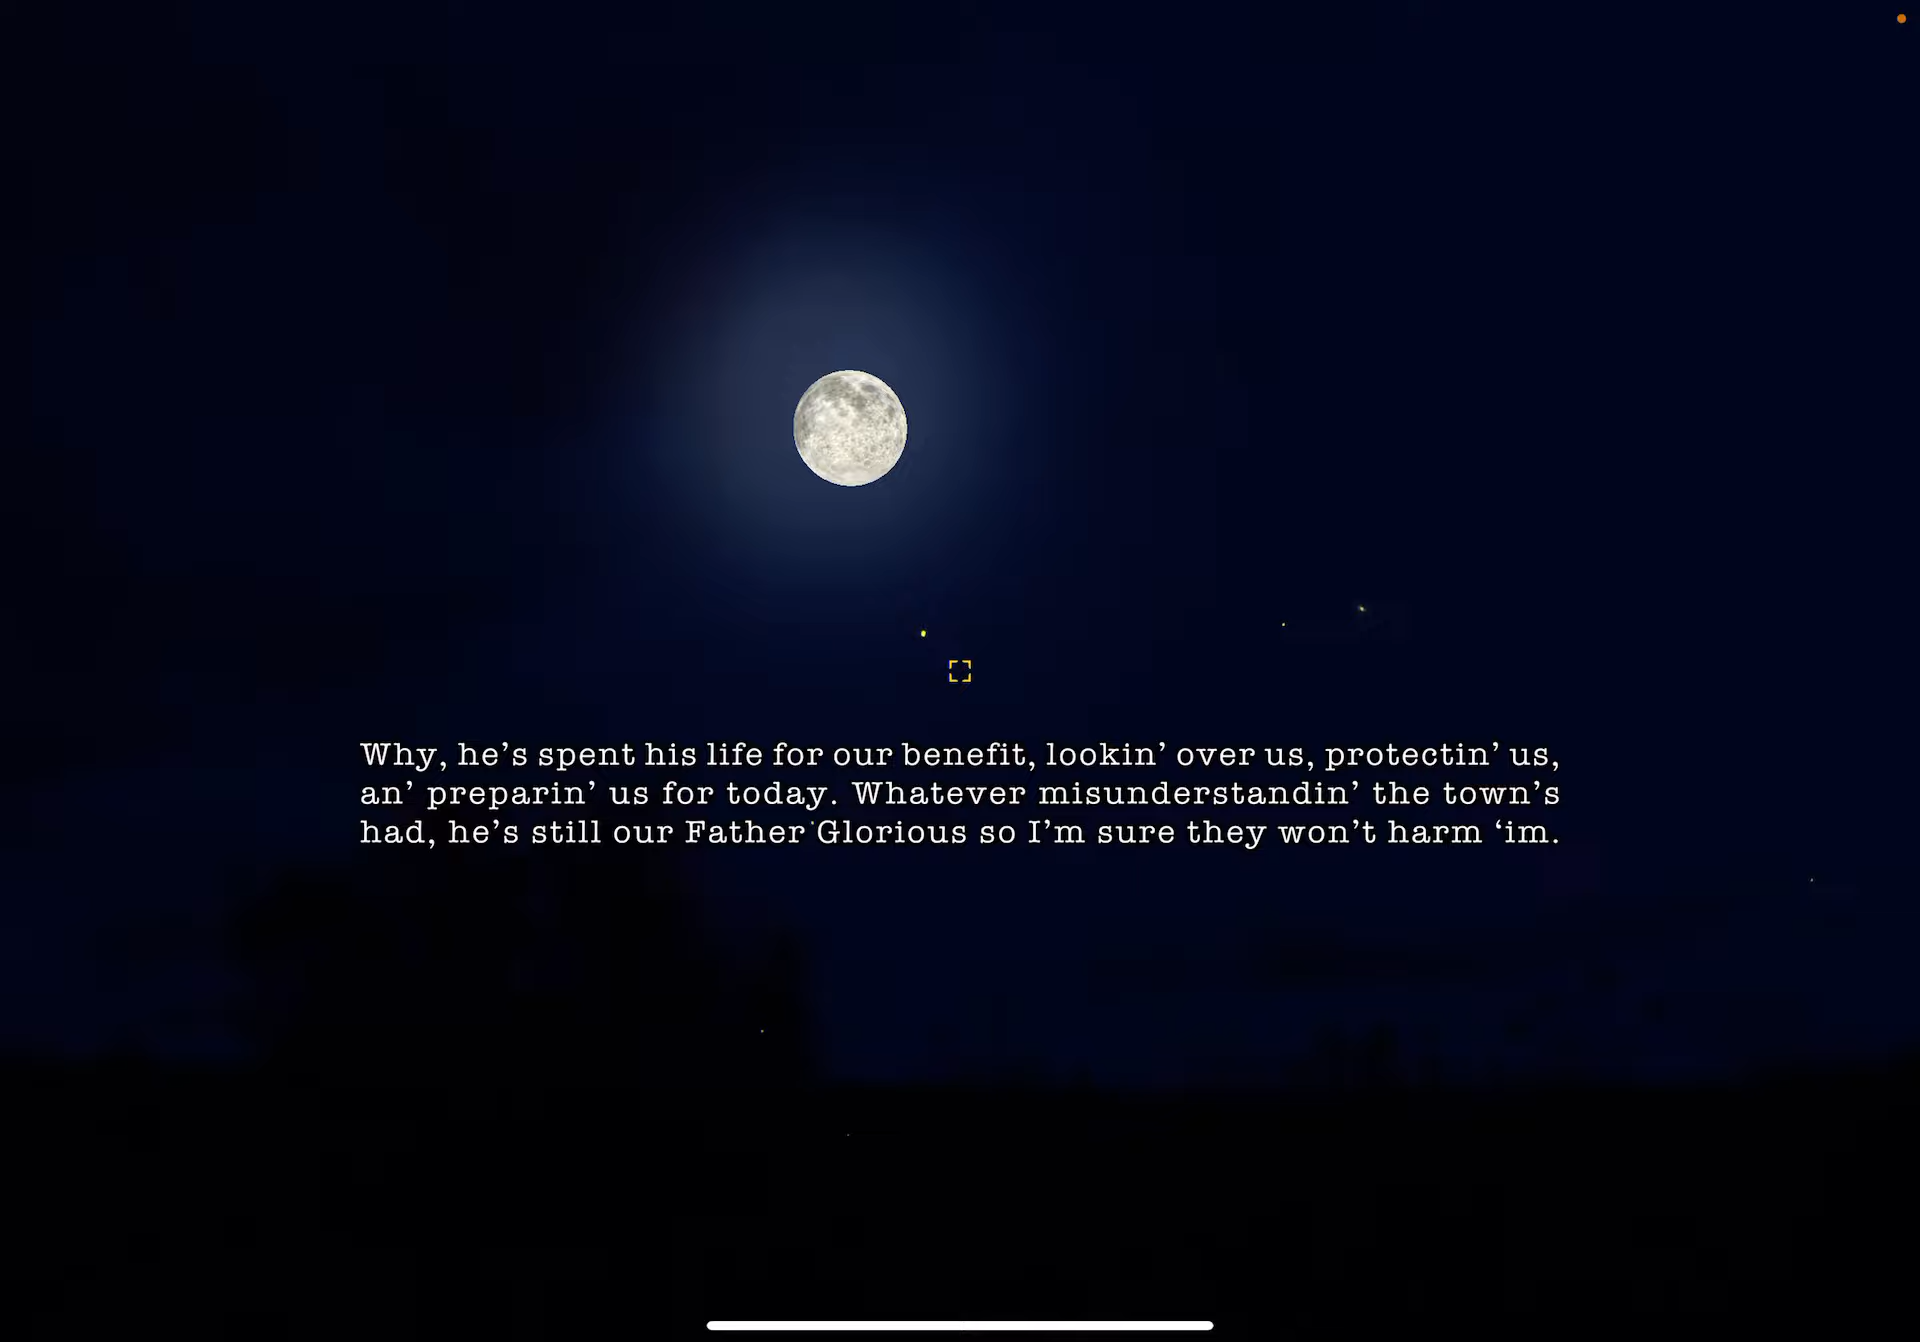 Why, he’s spent his life for our benefit, lookin’ over us, protectin’ us,
an’ preparin’ us for today. Whatever misunderstandin’ the town’s
had, he’s still our Father Glorious so I’m sure they won’t harm ‘im.